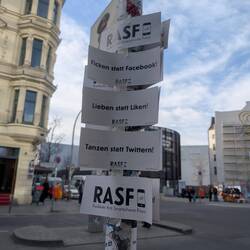 RASF
Ficken statt Facebook!
RASF
Lieben statt Liken!
RASF
Tanzen statt Twittern!
RASF
RASF